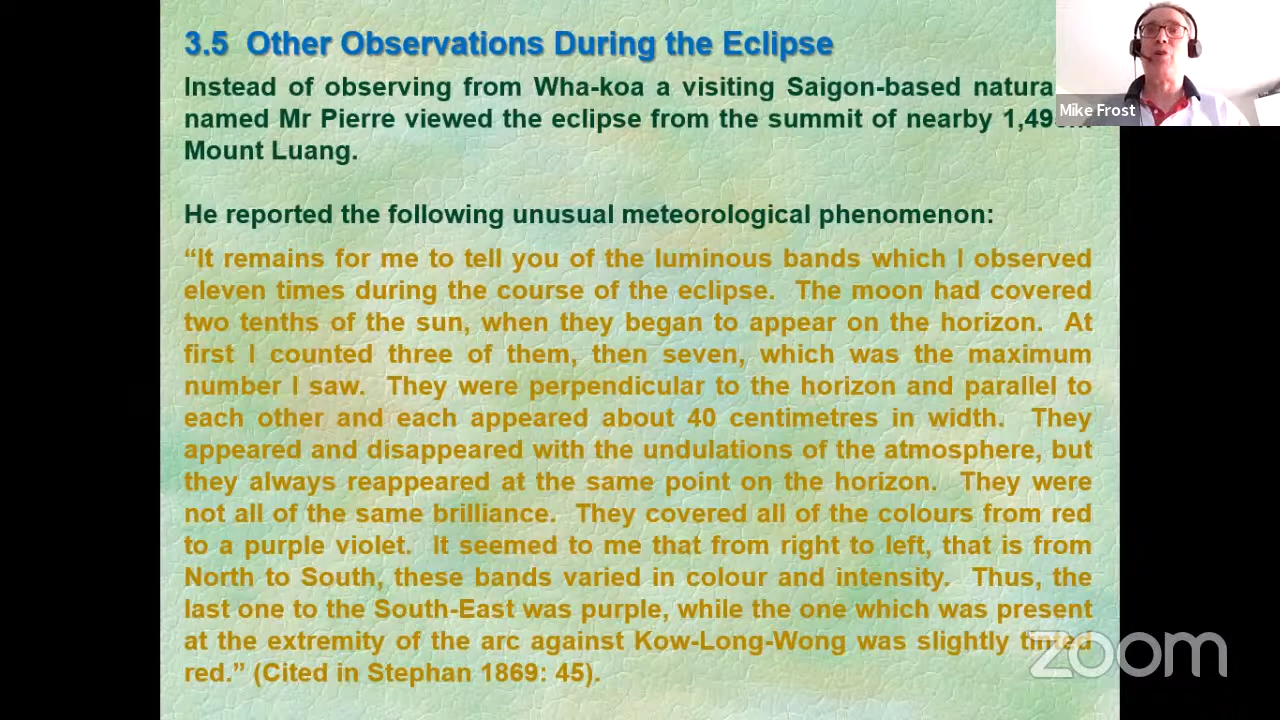 3.5 Other Observations During the Eclipse
Instead of observing from Wha-koa a visiting Saigon-based
named Mr Pierre viewed the eclipse from the summit of nearby
Mount Luang.
He reported the following unusual meteorological phenomenon:
“It remains for me to tell you of the luminous bands which I observed
eleven times during the course of the eclipse. The moon had covered
two tenths of the sun, when they began to appear on the horizon. At
first I counted three of them, then seven, which was the maximum
number I saw. They were perpendicular to the horizon and parallel to
each other and each appeared about 40 centimetres in width. They
appeared and disappeared with the undulations of the atmosphere, but
they always reappeared at the same point on the horizon. They were
not all of the same brilliance. They covered all of the colours from red
to a purple violet. It seemed to me that from right to left, that is from
North to South, these bands varied in colour and intensity. Thus, the
last one to the South-East was purple, while the one which was present
at the extremity of the arc against Kow-Long-Wong was slightly tinted
red.” (Cited in Stephan 1869: 45).
Mike Frost
zoom